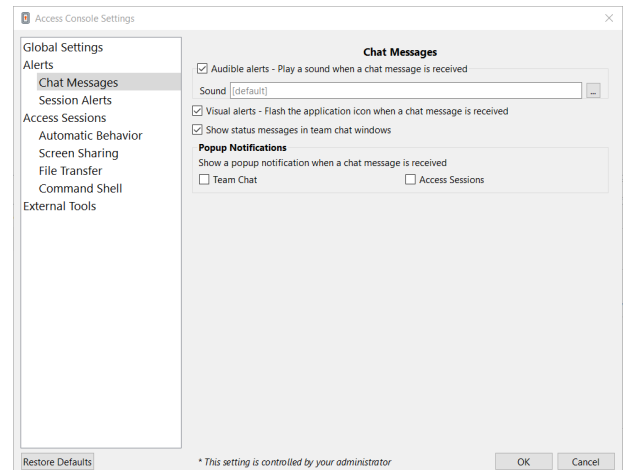 Access Console Settings
Global Settings
Alerts
Chat Messages
Session Alerts
Access Sessions
Automatic Behavior
Screen Sharing
File Transfer
Command Shell
External Tools
Chat Messages
Audible alerts - Play a sound when a chat message is received
Sound [default] ...
Visual alerts - Flash the application icon when a chat message is received
Show status messages in team chat windows
Popup Notifications
Show a popup notification when a chat message is received
Team Chat Access Sessions
Restore Defaults * This setting is controlled by your administrator OK Cancel